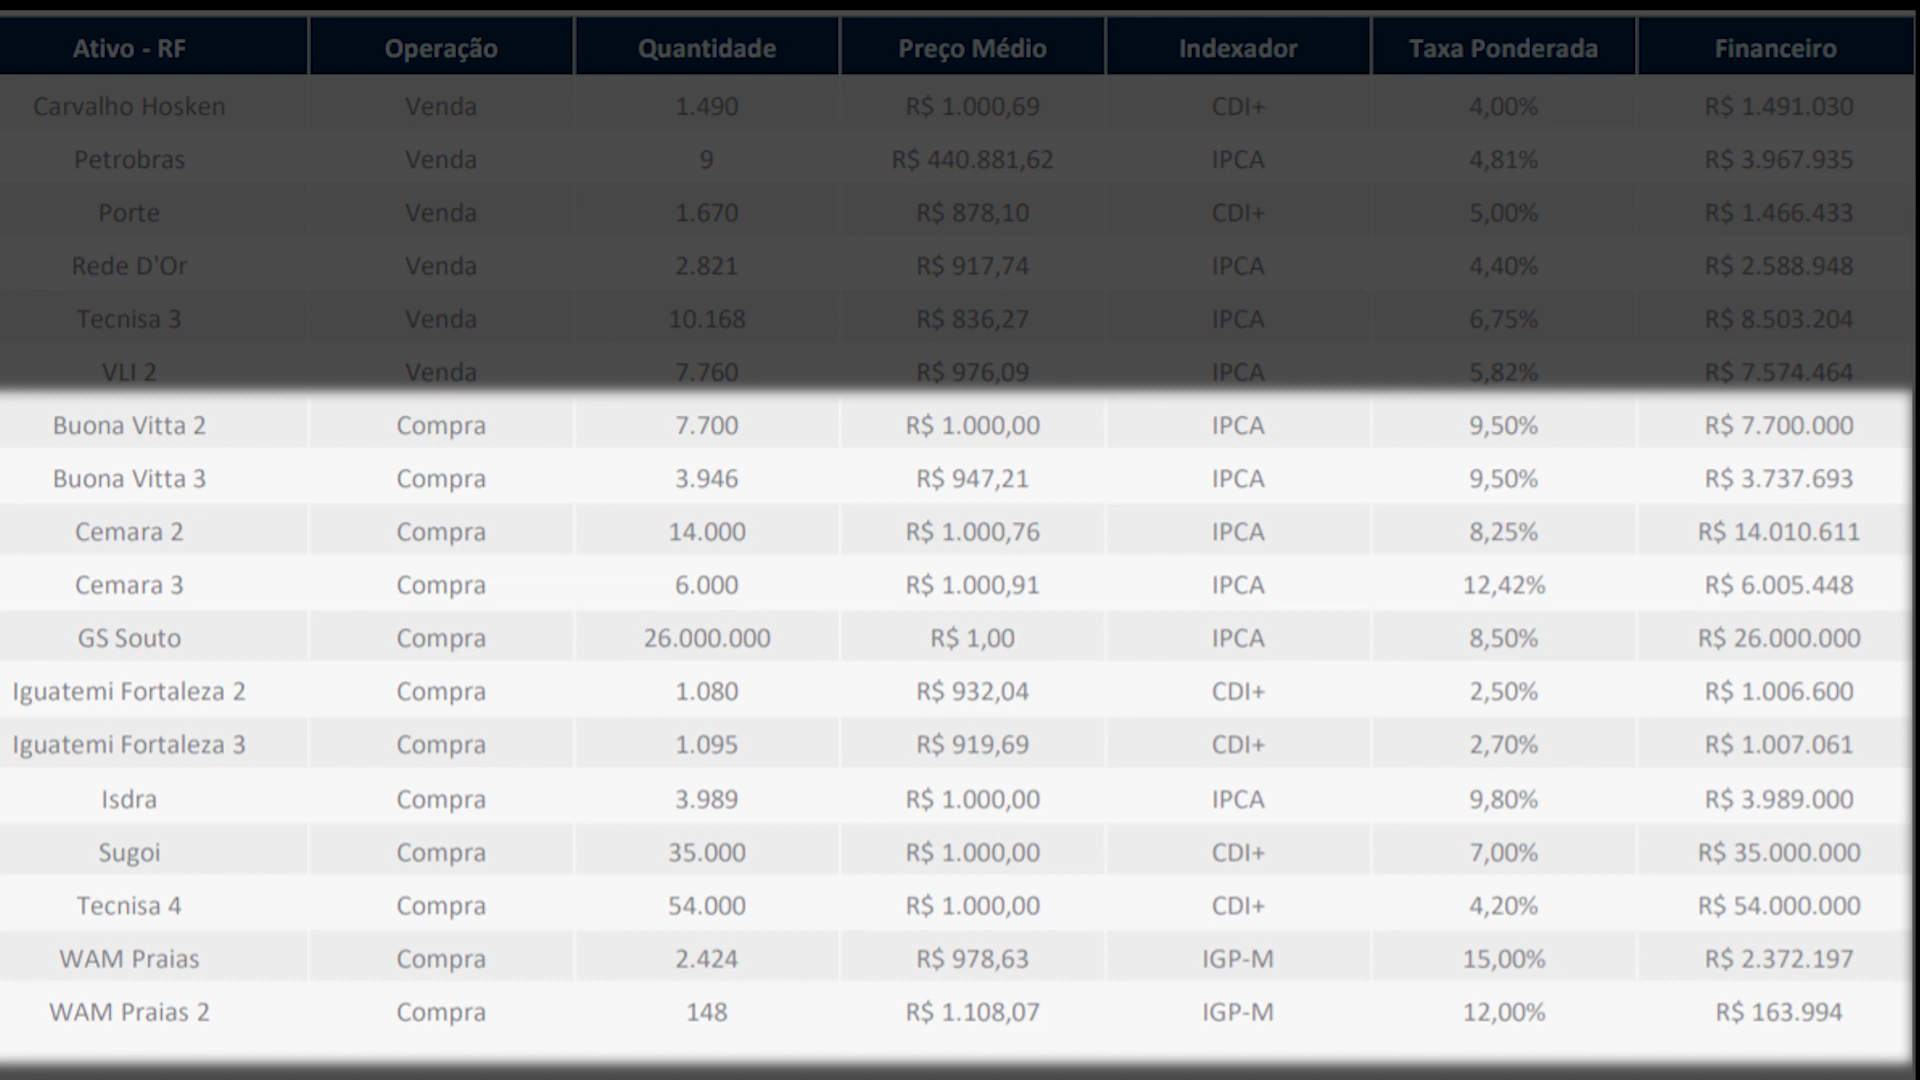 Ativo - RF Operação Quantidade Preço Médio Indexador Taxa Ponderada Financeiro
Carvalho Hosken Venda 1.490 R$ 1.000,69 CDI+ 4,00% R$ 1.491.030
Petrobras Venda 9 R$ 440.881,62 IPCA 4,81% R$ 3.967.935
Porte Venda 1.670 R$ 878,10 CDI+ 5,00% R$ 1.466.433
Rede D'Or Venda 2.821 R$ 917,74 IPCA 4,40% R$ 2.588.948
Tecnisa 3 Venda 10.168 R$ 836,27 IPCA 6,75% R$ 8.503.204
VLI 2 Venda 7.760 R$ 976,09 IPCA 5,82% R$ 7.574.464
Buona Vitta 2 Compra 7.700 R$ 1.000,00 IPCA 9,50% R$ 7.700.000
Buona Vitta 3 Compra 3.946 R$ 947,21 IPCA 9,50% R$ 3.737.693
Cemara 2 Compra 14.000 R$ 1.000,76 IPCA 8,25% R$ 14.010.611
Cemara 3 Compra 6.000 R$ 1.000,91 IPCA 12,42% R$ 6.005.448
GS Souto Compra 26.000.000 R$ 1,00 IPCA 8,50% R$ 26.000.000
Iguatemi Fortaleza 2 Compra 1.080 R$ 932,04 CDI+ 2,50% R$ 1.006.600
Iguatemi Fortaleza 3 Compra 1.095 R$ 919,69 CDI+ 2,70% R$ 1.007.061
Isdra Compra 3.989 R$ 1.000,00 IPCA 9,80% R$ 3.989.000
Sugoi Compra 35.000 R$ 1.000,00 CDI+ 7,00% R$ 35.000.000
Tecnisa 4 Compra 54.000 R$ 1.000,00 CDI+ 4,20% R$ 54.000.000
WAM Praias Compra 2.424 R$ 978,63 IGP-M 15,00% R$ 2.372.197
WAM Praias 2 Compra 148 R$ 1.108,07 IGP-M 12,00% R$ 163.994